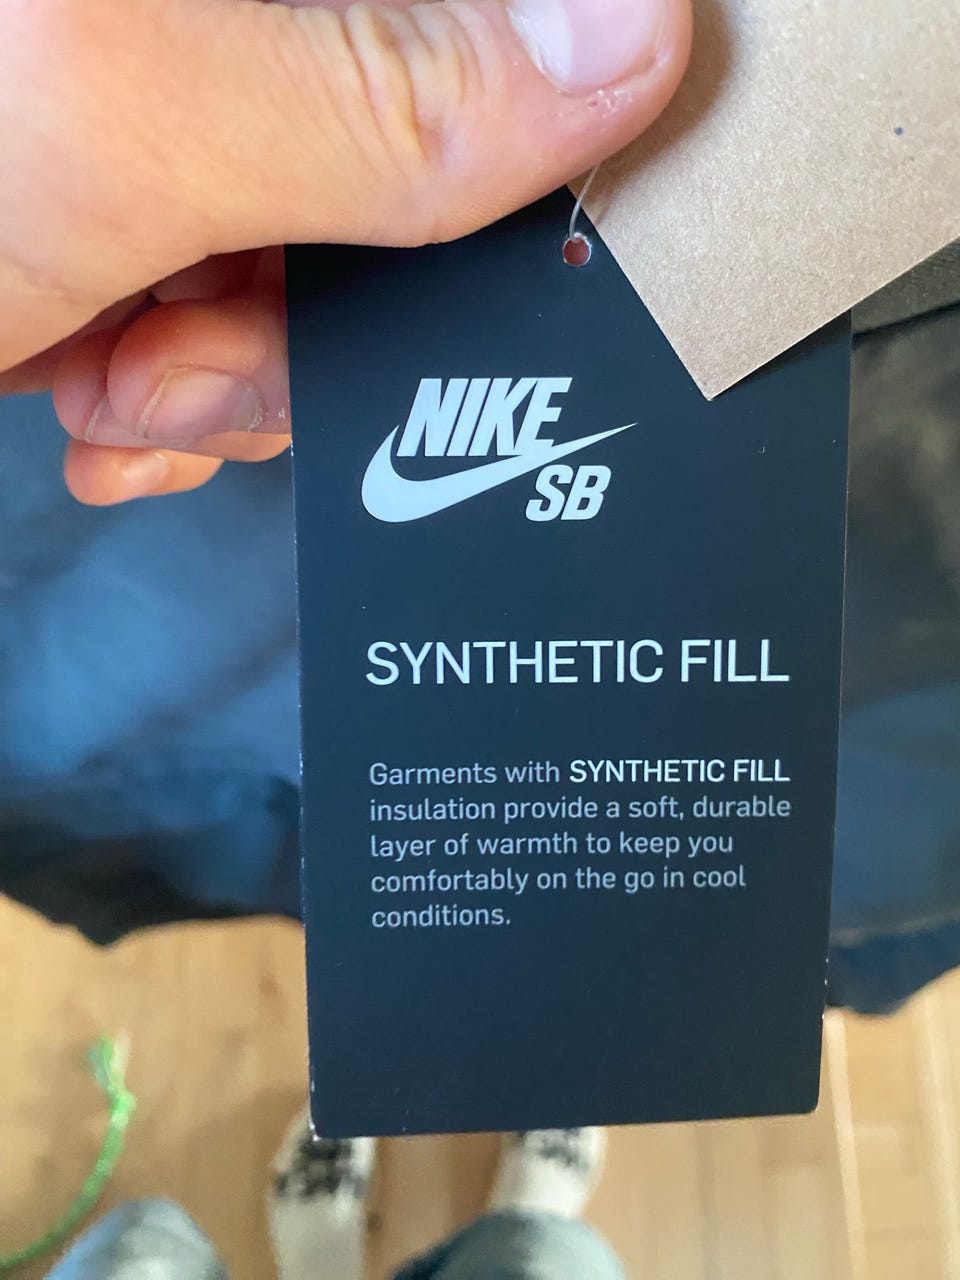 NIKE
SB
SYNTHETIC FILL
Garments with SYNTHETIC FILL
insulation provide a soft, durable
layer of warmth to keep you
comfortably on the go in cool
conditions.